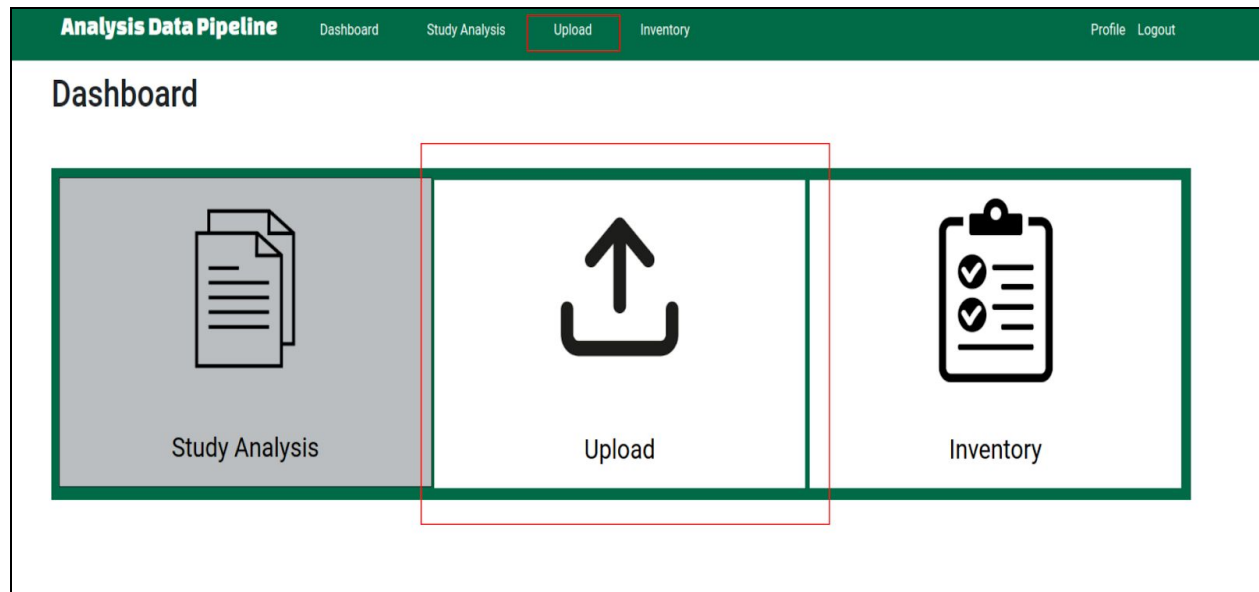 Analysis Data Pipeline Dashboard Study Analysis Upload Inventory Profile Logout
Dashboard
Study Analysis Upload Inventory